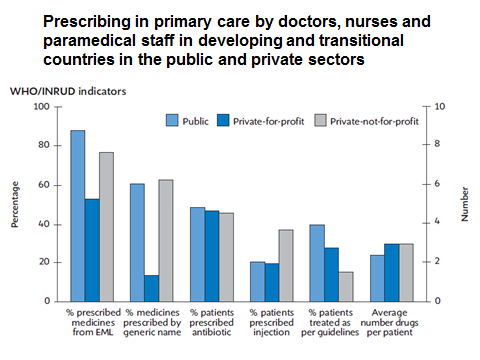 Prescribing in primary care by doctors, nurses and
paramedical staff in developing and transitional
countries in the public and private sectors
WHO/INRUD indicators
100
80
60
40
20
0
Percentage
Public
Private-for-profit
Private-not-for-profit
10
8
6
4
2
0
Number
% prescribed
medicines
from EML
% medicines
prescribed by
generic name
% patients
prescribed
antibiotic
% patients
prescribed
injection
% patients
treated as
per guidelines
Average
number drugs
per patient